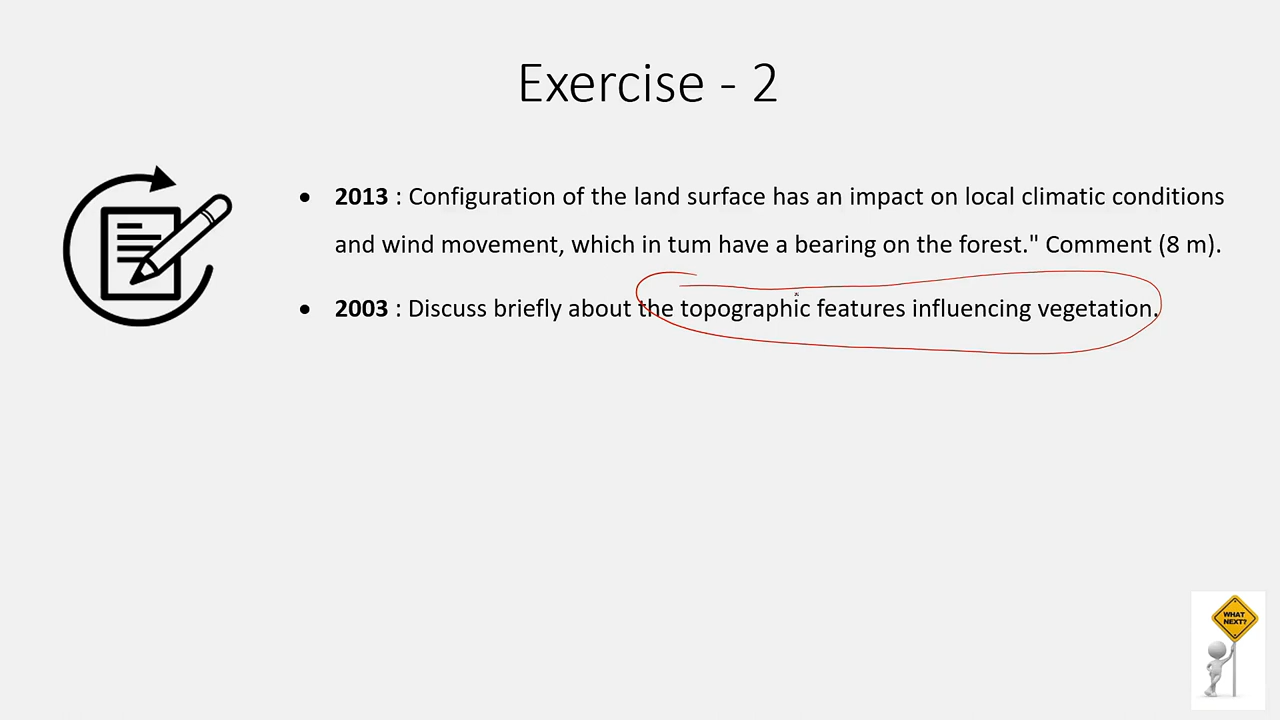 Exercise - 2
• 2013 : Configuration of the land surface has an impact on local climatic conditions
and wind movement, which in tum have a bearing on the forest." Comment (8 m).
• 2003 : Discuss briefly about the topographic features influencing vegetation.
WHAT
NEXT?